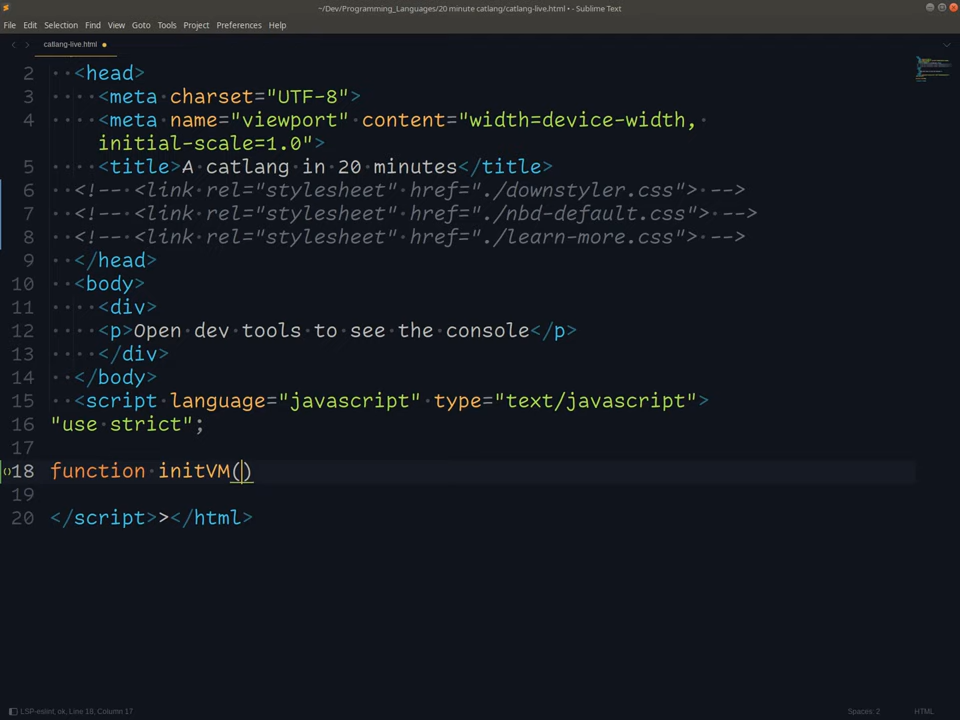 ~/Dev/Programming_Languages/20 minute catlang/catlang-live.html • - Sublime Text
File Edit Selection Find View Goto Tools Project Preferences Help
catlang-live.html
2 <head>
3 <meta charset="UTF-8">
4 <meta name="viewport" content="width=device-width,
initial-scale=1.0">
5 <title>A catlang in 20 minutes</title>
6 <!-- <link rel="stylesheet" href="./downstyler.css"> -->
7 <!-- <link rel="stylesheet" href="./nbd-default.css"> -->
8 <!-- <link rel="stylesheet" href="./learn-more.css"> -->
9 </head>
10 <body>
11 <div>
12 <p>Open dev tools to see the console</p>
13 </div>
14 </body>
15 <script language="javascript" type="text/javascript">
16 "use strict";
17
18 function initVM()
19
20 </script>></html>
LSP-eslint, ok, Line 18, Column 17 Spaces: 2 HTML